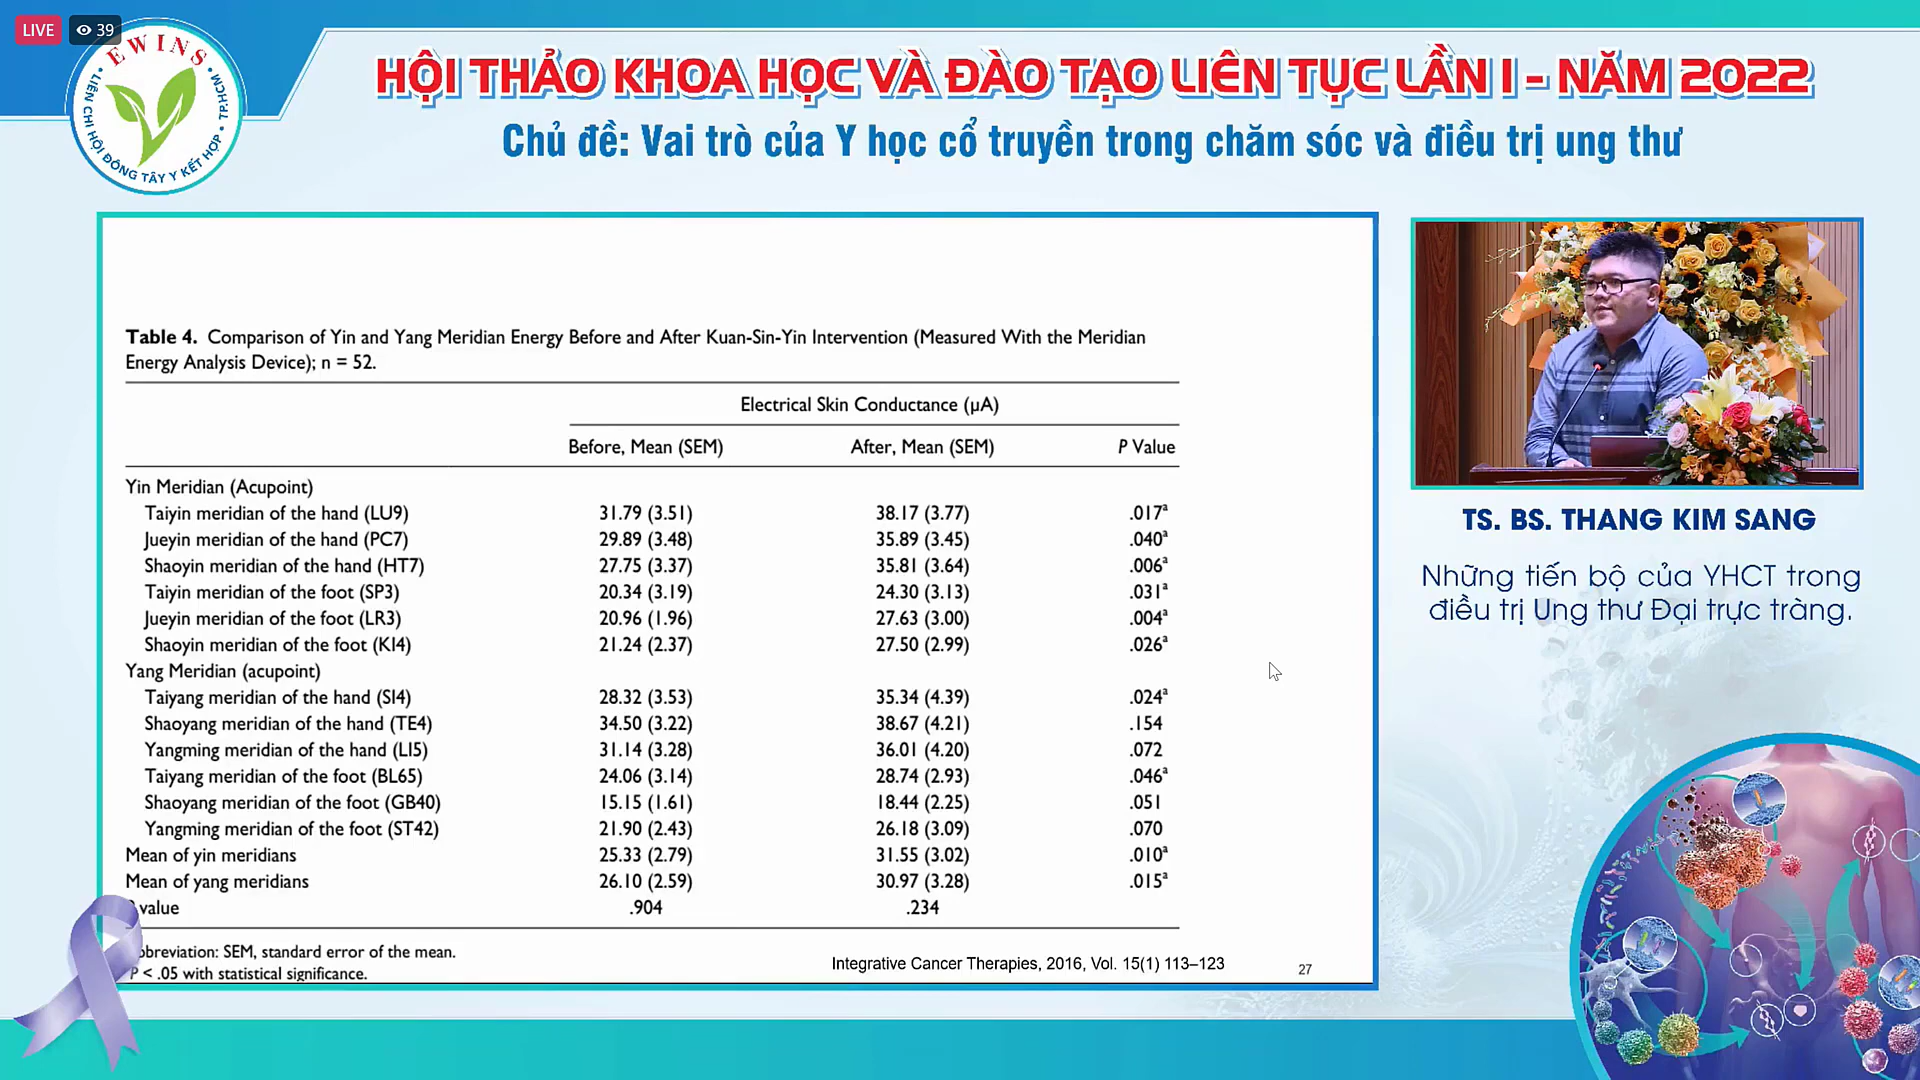 LIVE 39
EWINS
• LIÊN CHI HỘI ĐÔNG TÂY Y KẾT HỢP • TP.HCM
HỘI THẢO KHOA HỌC VÀ ĐÀO TẠO LIÊN TỤC LẦN I - NĂM 2022
Chủ đề: Vai trò của Y học cổ truyền trong chăm sóc và điều trị ung thư
Table 4. Comparison of Yin and Yang Meridian Energy Before and After Kuan-Sin-Yin Intervention (Measured With the Meridian
Energy Analysis Device); n = 52.
Electrical Skin Conductance (µA)
Before, Mean (SEM) After, Mean (SEM) P Value
Yin Meridian (Acupoint)
Taiyin meridian of the hand (LU9) 31.79 (3.51) 38.17 (3.77) .017ᵃ
Jueyin meridian of the hand (PC7) 29.89 (3.48) 35.89 (3.45) .040ᵃ
Shaoyin meridian of the hand (HT7) 27.75 (3.37) 35.81 (3.64) .006ᵃ
Taiyin meridian of the foot (SP3) 20.34 (3.19) 24.30 (3.13) .031ᵃ
Jueyin meridian of the foot (LR3) 20.96 (1.96) 27.63 (3.00) .004ᵃ
Shaoyin meridian of the foot (KI4) 21.24 (2.37) 27.50 (2.99) .026ᵃ
Yang Meridian (acupoint)
Taiyang meridian of the hand (SI4) 28.32 (3.53) 35.34 (4.39) .024ᵃ
Shaoyang meridian of the hand (TE4) 34.50 (3.22) 38.67 (4.21) .154
Yangming meridian of the hand (LI5) 31.14 (3.28) 36.01 (4.20) .072
Taiyang meridian of the foot (BL65) 24.06 (3.14) 28.74 (2.93) .046ᵃ
Shaoyang meridian of the foot (GB40) 15.15 (1.61) 18.44 (2.25) .051
Yangming meridian of the foot (ST42) 21.90 (2.43) 26.18 (3.09) .070
Mean of yin meridians 25.33 (2.79) 31.55 (3.02) .010ᵃ
Mean of yang meridians 26.10 (2.59) 30.97 (3.28) .015ᵃ
value .904 .234
bbreviation: SEM, standard error of the mean.
P < .05 with statistical significance.
Integrative Cancer Therapies, 2016, Vol. 15(1) 113–123
27
TS. BS. THANG KIM SANG
Những tiến bộ của YHCT trong
điều trị Ung thư Đại trực tràng.